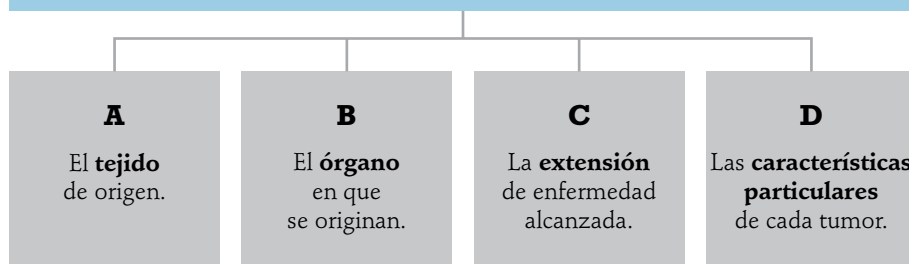 A
El tejido
de origen.
B
El órgano
en que
se originan.
C
La extensión
de enfermedad
alcanzada.
D
Las características
particulares
de cada tumor.